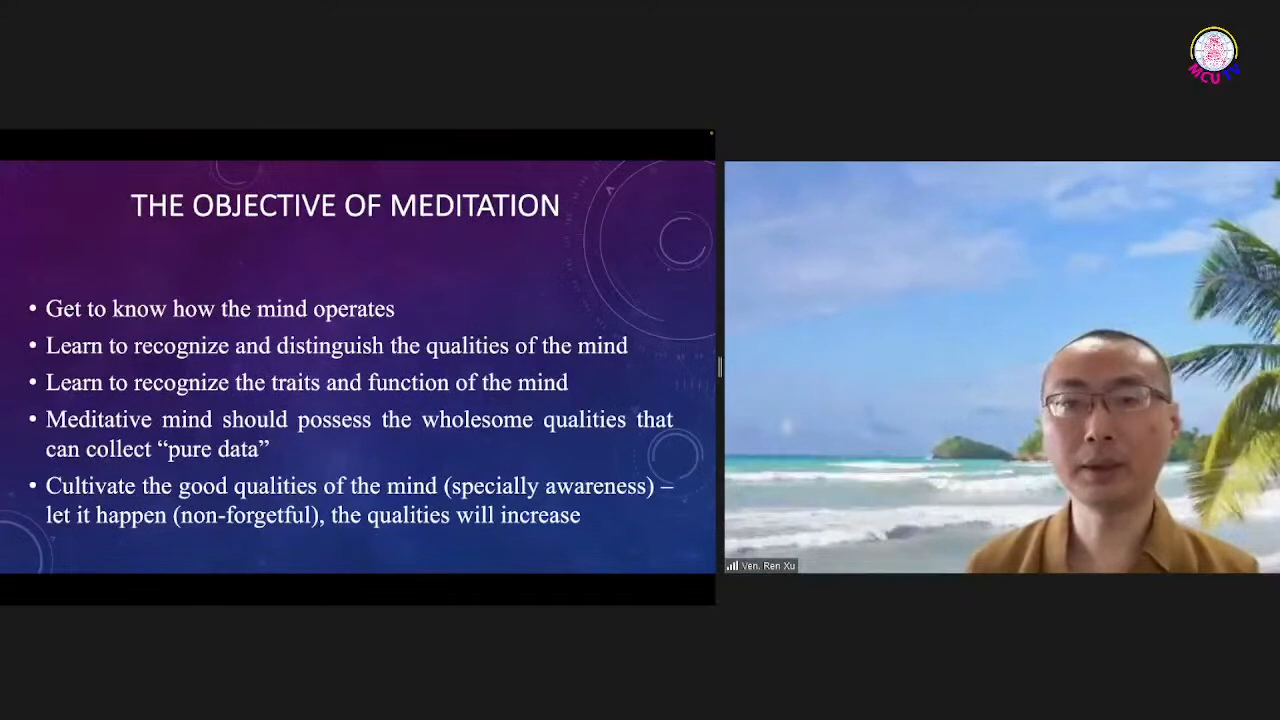 MCU TV
THE OBJECTIVE OF MEDITATION
• Get to know how the mind operates
• Learn to recognize and distinguish the qualities of the mind
• Learn to recognize the traits and function of the mind
• Meditative mind should possess the wholesome qualities that
can collect “pure data”
• Cultivate the good qualities of the mind (specially awareness) –
let it happen (non-forgetful), the qualities will increase
Ven. Ren Xu